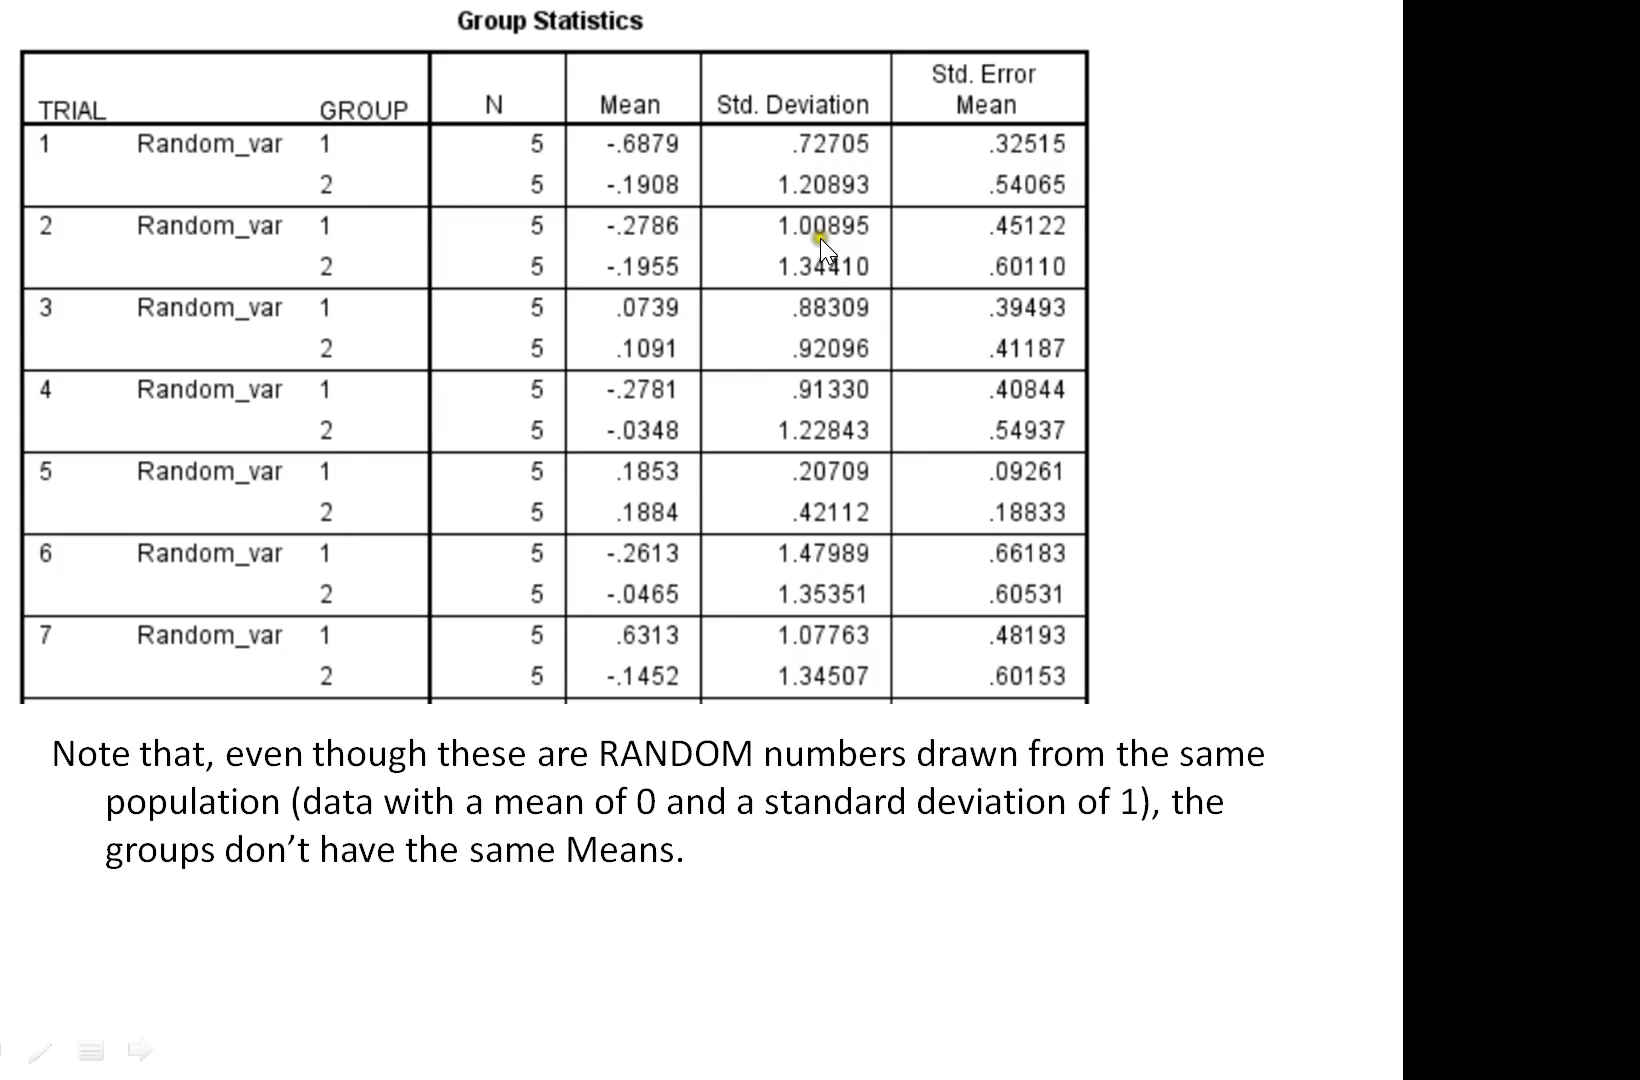 Group Statistics
TRIAL GROUP N Mean Std. Deviation Std. Error Mean
1 Random_var 1 5 -.6879 .72705 .32515
2 5 -.1908 1.20893 .54065
2 Random_var 1 5 -.2786 1.00895 .45122
2 5 -.1955 1.34410 .60110
3 Random_var 1 5 .0739 .88309 .39493
2 5 .1091 .92096 .41187
4 Random_var 1 5 -.2781 .91330 .40844
2 5 -.0348 1.22843 .54937
5 Random_var 1 5 .1853 .20709 .09261
2 5 .1884 .42112 .18833
6 Random_var 1 5 -.2613 1.47989 .66183
2 5 -.0465 1.35351 .60531
7 Random_var 1 5 .6313 1.07763 .48193
2 5 -.1452 1.34507 .60153
Note that, even though these are RANDOM numbers drawn from the same
population (data with a mean of 0 and a standard deviation of 1), the
groups don’t have the same Means.